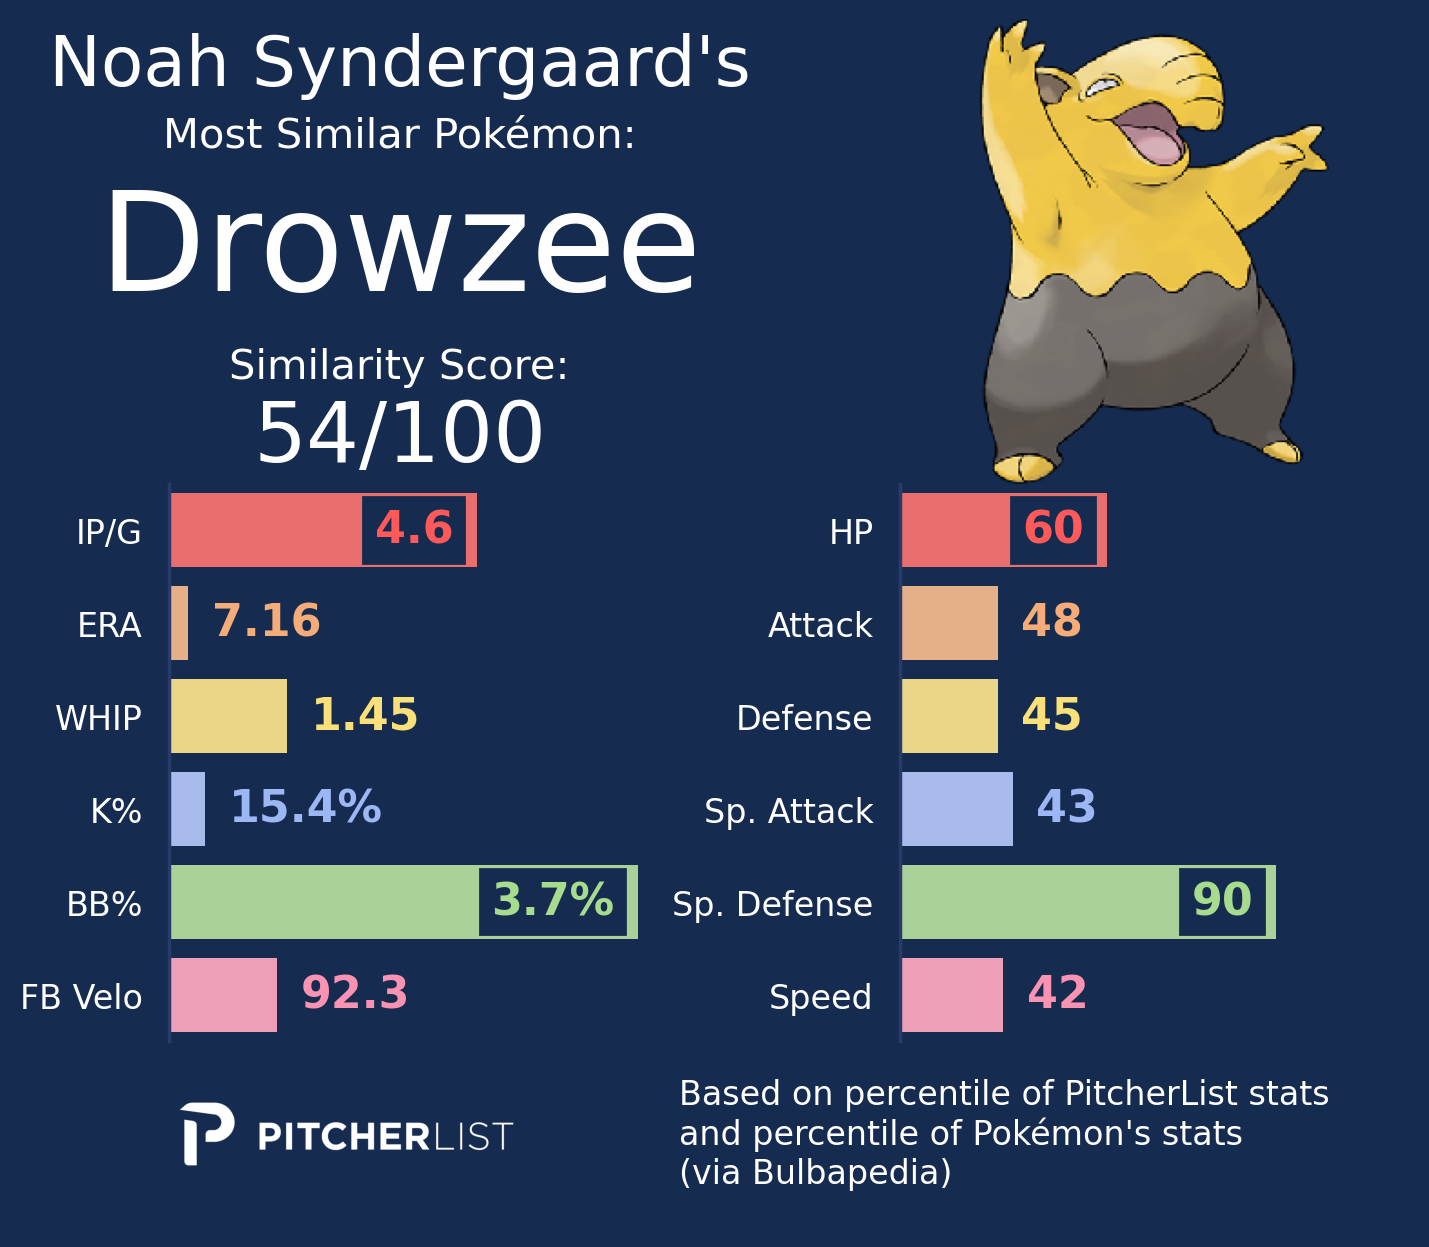 Noah Syndergaard's
Most Similar Pokémon:
Drowzee
Similarity Score:
54/100
IP/G 4.6
ERA 7.16
WHIP 1.45
K% 15.4%
BB% 3.7%
FB Velo 92.3
HP 60
Attack 48
Defense 45
Sp. Attack 43
Sp. Defense 90
Speed 42
PITCHERLIST
Based on percentile of PitcherList stats
and percentile of Pokémon's stats
(via Bulbapedia)